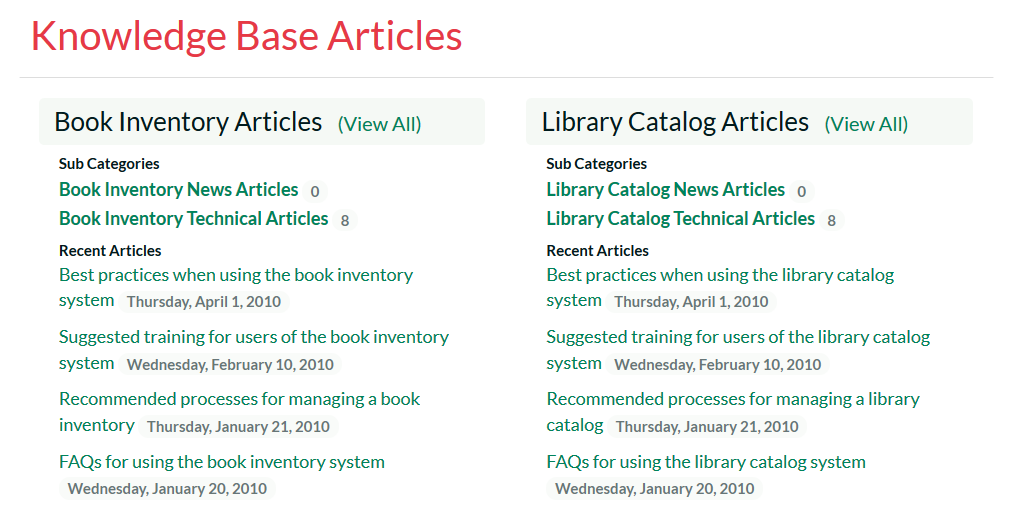 Knowledge Base Articles
Book Inventory Articles (View All)
Sub Categories
Book Inventory News Articles 0
Book Inventory Technical Articles 8
Recent Articles
Best practices when using the book inventory
system Thursday, April 1, 2010
Suggested training for users of the book inventory
system Wednesday, February 10, 2010
Recommended processes for managing a book
inventory Thursday, January 21, 2010
FAQs for using the book inventory system
Wednesday, January 20, 2010
Library Catalog Articles (View All)
Sub Categories
Library Catalog News Articles 0
Library Catalog Technical Articles 8
Recent Articles
Best practices when using the library catalog
system Thursday, April 1, 2010
Suggested training for users of the library catalog
system Wednesday, February 10, 2010
Recommended processes for managing a library
catalog Thursday, January 21, 2010
FAQs for using the library catalog system
Wednesday, January 20, 2010